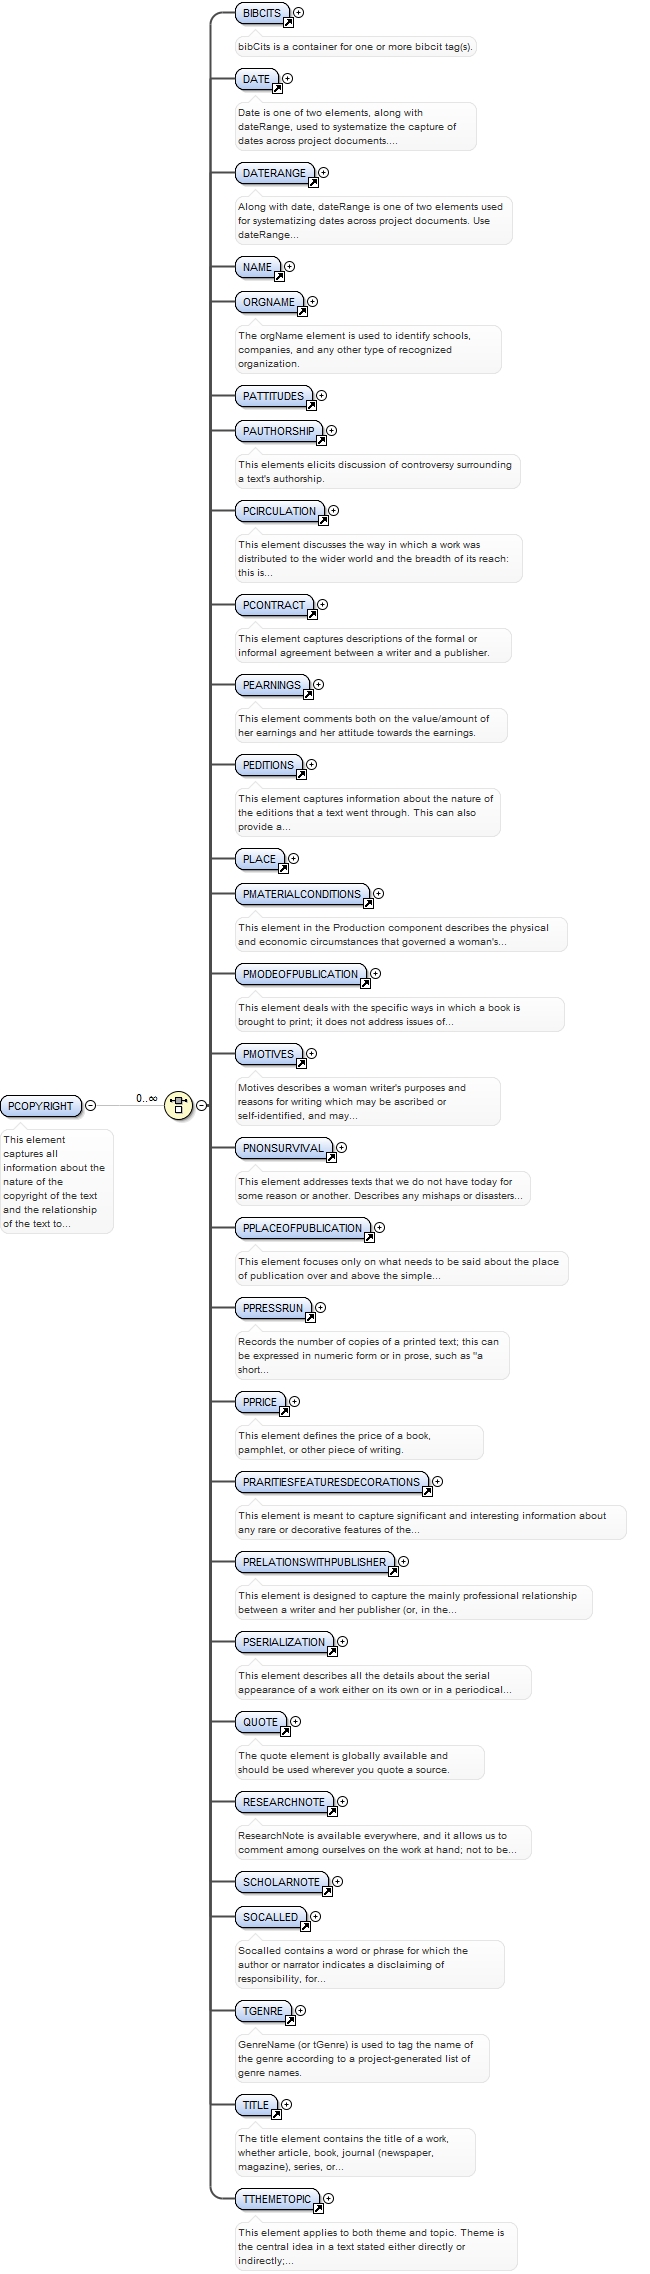 BIBCITS
bibCits is a container for one or more bibcit tag(s).
DATE
Date is one of two elements, along with
dateRange, used to systematize the capture of
dates across project documents....
DATERANGE
Along with date, dateRange is one of two elements used
for systematizing dates across project documents. Use
dateRange...
NAME
ORGNAME
The orgName element is used to identify schools,
companies, and any other type of recognized
organization.
PATTITUDES
PAUTHORSHIP
This elements elicits discussion of controversy surrounding
a text's authorship.
PCIRCULATION
This element discusses the way in which a work was
distributed to the wider world and the breadth of its reach:
this is...
PCONTRACT
This element captures descriptions of the formal or
informal agreement between a writer and a publisher.
PEARNINGS
This element comments both on the value/amount of
her earnings and her attitude towards the earnings.
PEDITIONS
This element captures information about the nature of
the editions that a text went through. This can also
provide a...
PLACE
PMATERIALCONDITIONS
This element in the Production component describes the physical
and economic circumstances that governed a woman's...
PMODEOFPUBLICATION
This element deals with the specific ways in which a book is
brought to print; it does not address issues of...
PMOTIVES
Motives describes a woman writer's purposes and
reasons for writing which may be ascribed or
self-identified, and may...
PCOPYRIGHT
0..∞
This element
captures all
information about the
nature of the
copyright of the text
and the relationship
of the text to...
PNONSURVIVAL
This element addresses texts that we do not have today for
some reason or another. Describes any mishaps or disasters...
PPLACEOFPUBLICATION
This element focuses only on what needs to be said about the place
of publication over and above the simple...
PPRESSRUN
Records the number of copies of a printed text; this can
be expressed in numeric form or in prose, such as "a
short...
PPRICE
This element defines the price of a book,
pamphlet, or other piece of writing.
PRARITIESFEATURESDECORATIONS
This element is meant to capture significant and interesting information about
any rare or decorative features of the...
PRELATIONSWITHPUBLISHER
This element is designed to capture the mainly professional relationship
between a writer and her publisher (or, in the...
PSERIALIZATION
This element describes all the details about the serial
appearance of a work either on its own or in a periodical...
QUOTE
The quote element is globally available and
should be used wherever you quote a source.
RESEARCHNOTE
ResearchNote is available everywhere, and it allows us to
comment among ourselves on the work at hand; not to be...
SCHOLARNOTE
SOCALLED
Socalled contains a word or phrase for which the
author or narrator indicates a disclaiming of
responsibility, for...
TGENRE
GenreName (or tGenre) is used to tag the name of
the genre according to a project-generated list of
genre names.
TITLE
The title element contains the title of a work,
whether article, book, journal (newspaper,
magazine), series, or...
TTHEMETOPIC
This element applies to both theme and topic. Theme is
the central idea in a text stated either directly or
indirectly;...